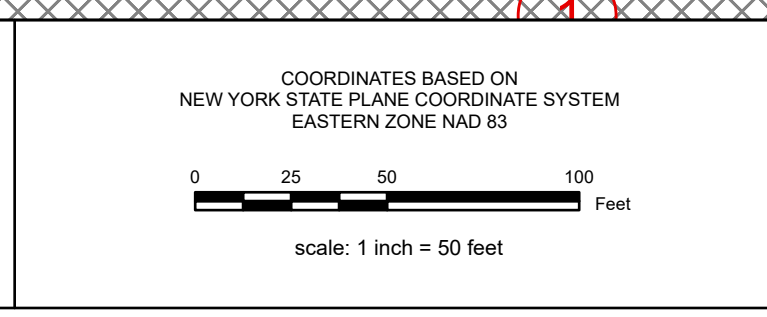 1
COORDINATES BASED ON
NEW YORK STATE PLANE COORDINATE SYSTEM
EASTERN ZONE NAD 83
0 25 50 100
Feet
scale: 1 inch = 50 feet